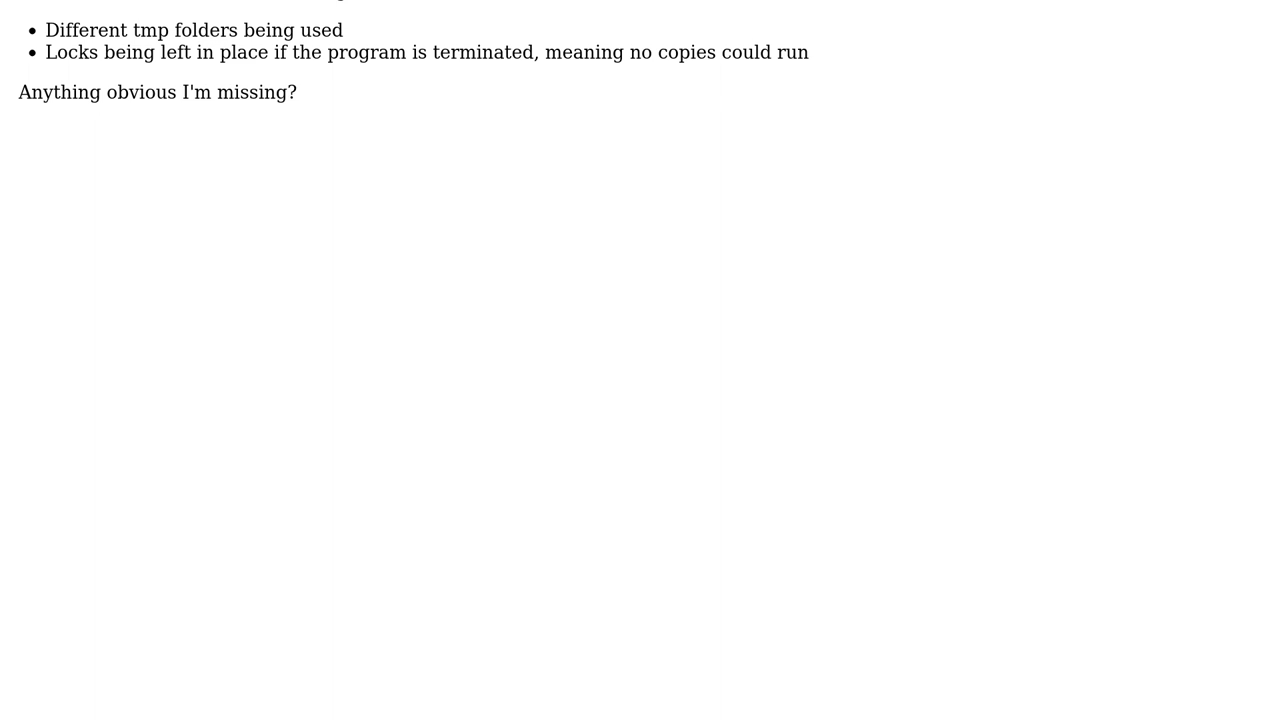 Different tmp folders being used
Locks being left in place if the program is terminated, meaning no copies could run
Anything obvious I'm missing?